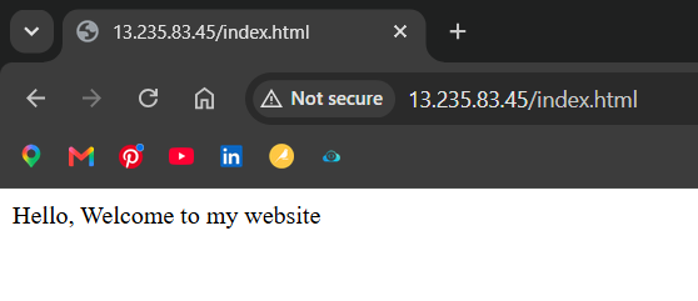 13.235.83.45/index.html
Not secure
13.235.83.45/index.html
in
Hello, Welcome to my website